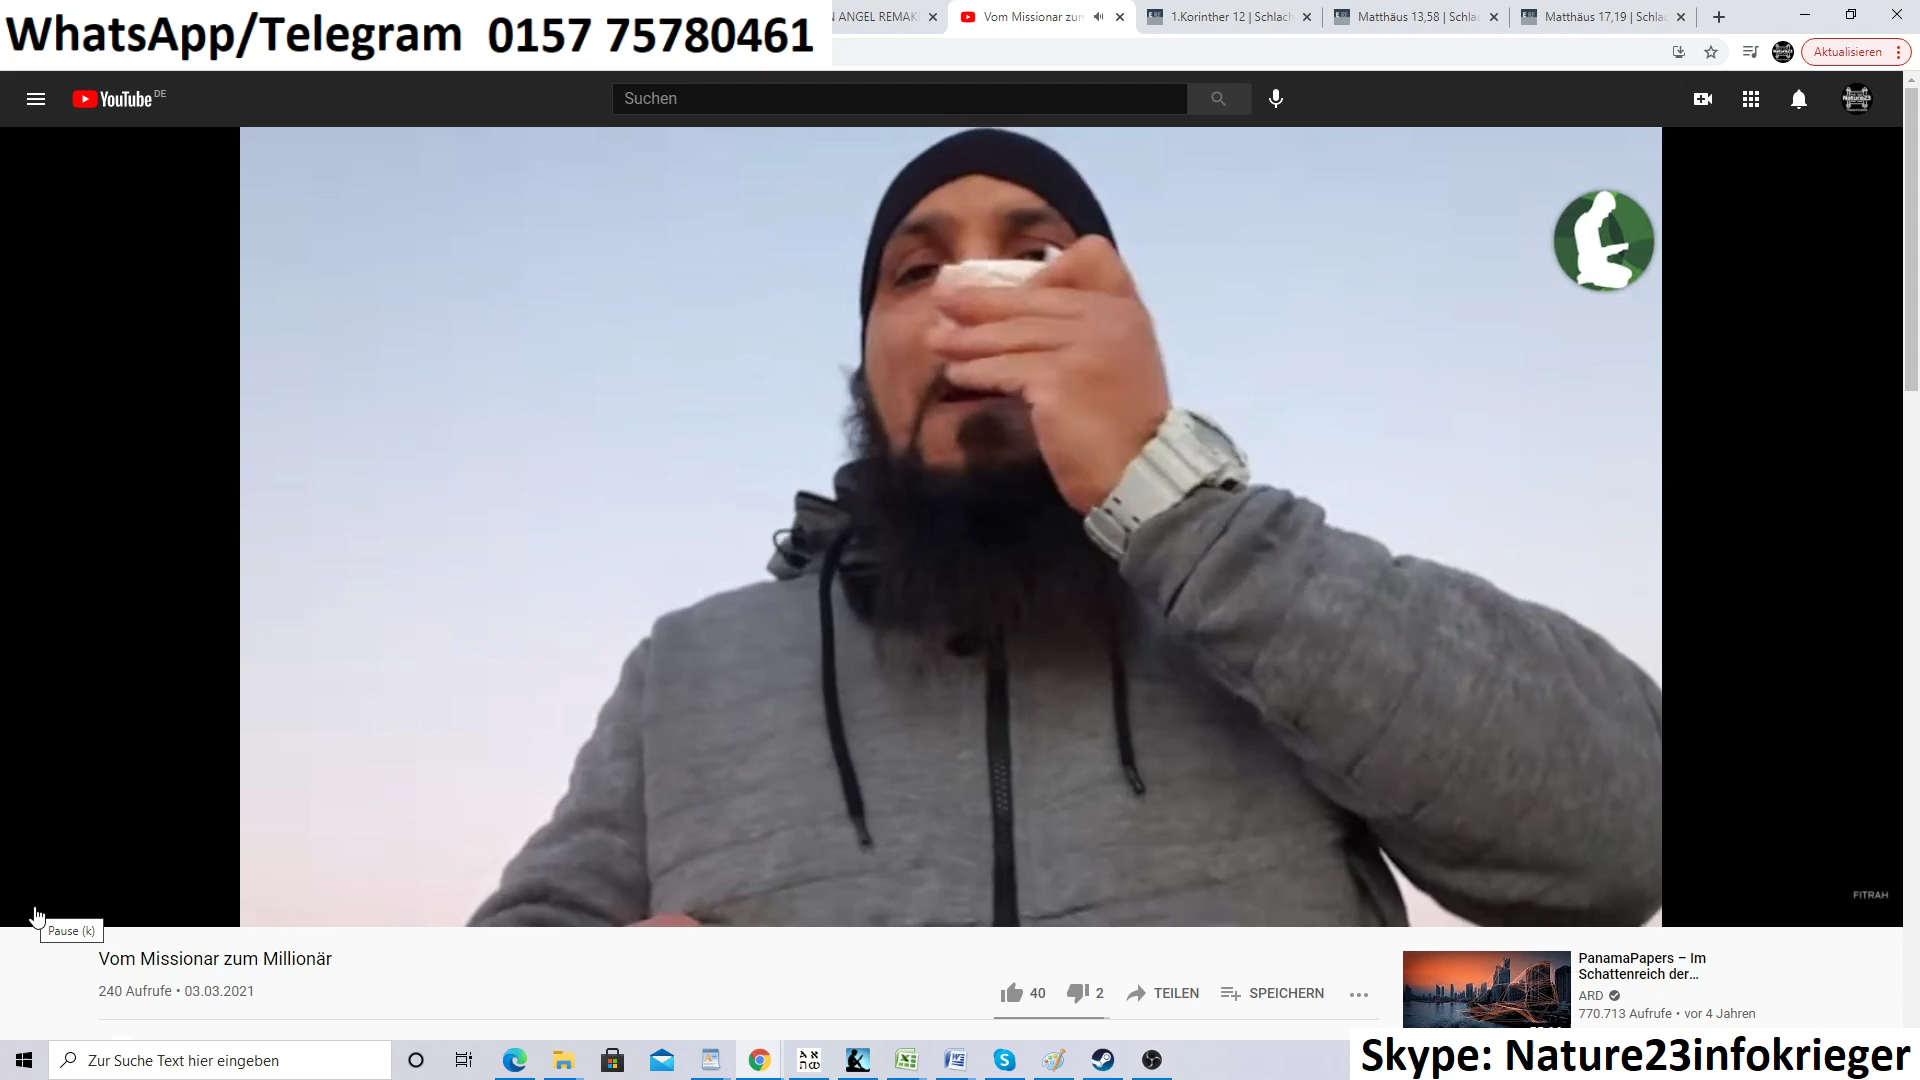 WhatsApp/Telegram 0157 75780461
N ANGEL REMAK
Vom Missionar zun
1.Korinther 12 | Schlach
Matthäus 13,58 | Schla
Matthäus 17,19 | Schla
Aktualisieren
YouTube DE
Suchen
FITRAH
Pause (k)
Vom Missionar zum Millionär
240 Aufrufe • 03.03.2021
40
2
TEILEN
SPEICHERN
PanamaPapers – Im
Schattenreich der...
ARD
770.713 Aufrufe • vor 4 Jahren
Zur Suche Text hier eingeben
Skype: Nature23infokrieger